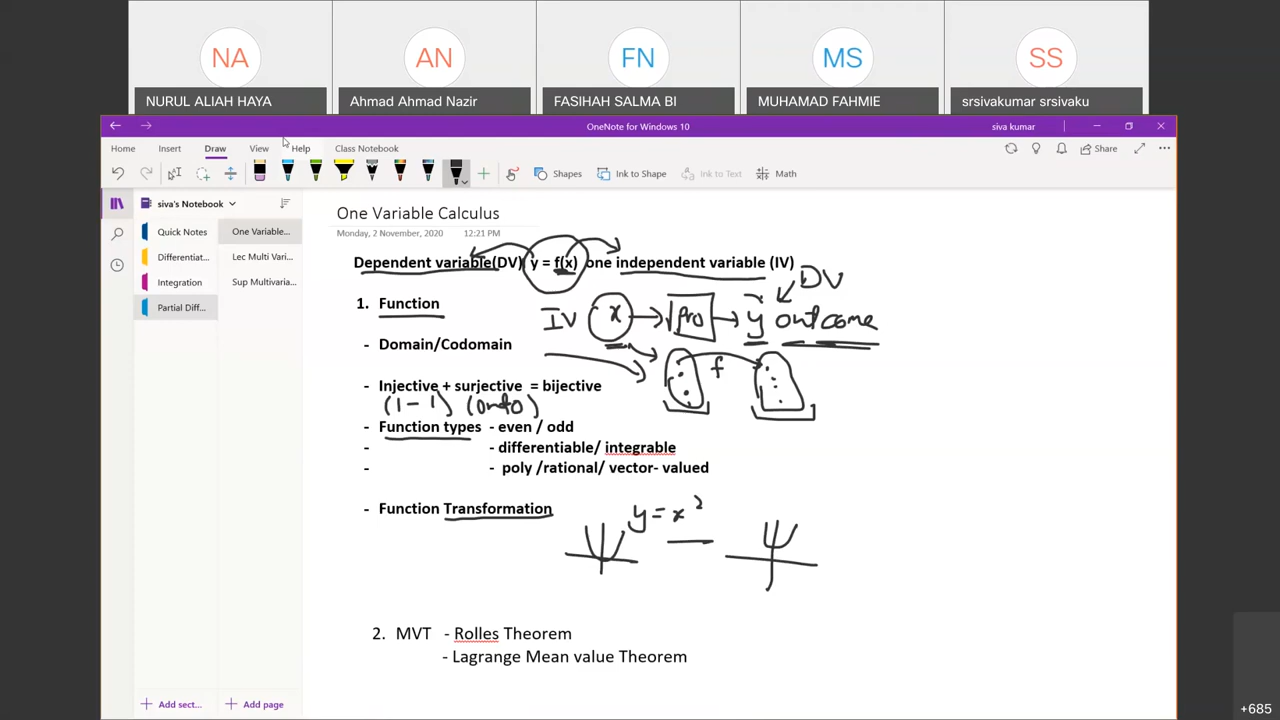 NA AN FN MS SS
NURUL ALIAH HAYA Ahmad Ahmad Nazir FASIHAH SALMA BI MUHAMAD FAHMIE srsivakumar srsivaku
OneNote for Windows 10 siva kumar
Home Insert Draw View Help Class Notebook Share
Shapes Ink to Shape Ink to Text Math
siva's Notebook
Quick Notes
Differentiat...
Integration
Partial Diff...
Add sect...
One Variable...
Lec Multi Vari...
Sup Multivaria...
Add page
One Variable Calculus
Monday, 2 November, 2020 12:21 PM
Dependent variable(DV) y = f(x) one independent variable (IV)
DV
1. Function
IV x pro y outcome
- Domain/Codomain
f
- Injective + surjective = bijective
(1-1) (onto)
- Function types - even / odd
- - differentiable/ integrable
- - poly /rational/ vector- valued
- Function Transformation
y = x²
2. MVT - Rolles Theorem
- Lagrange Mean value Theorem
+685